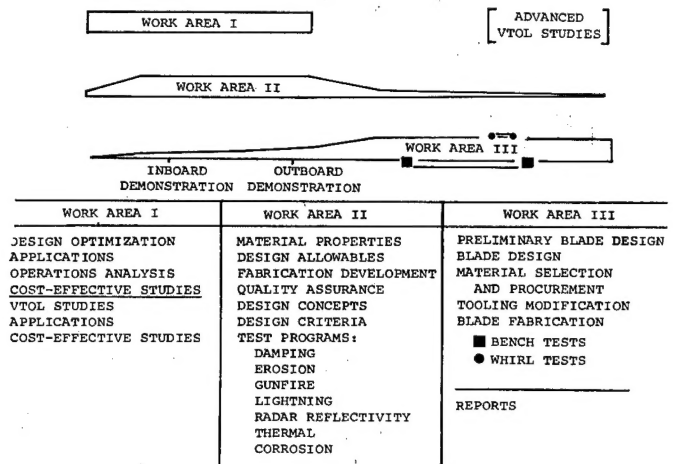 WORK AREA I
ADVANCED
VTOL STUDIES
WORK AREA II
WORK AREA III
INBOARD
DEMONSTRATION
OUTBOARD
DEMONSTRATION
WORK AREA I
DESIGN OPTIMIZATION
APPLICATIONS
OPERATIONS ANALYSIS
COST-EFFECTIVE STUDIES
VTOL STUDIES
APPLICATIONS
COST-EFFECTIVE STUDIES
WORK AREA II
MATERIAL PROPERTIES
DESIGN ALLOWABLES
FABRICATION DEVELOPMENT
QUALITY ASSURANCE
DESIGN CONCEPTS
DESIGN CRITERIA
TEST PROGRAMS:
DAMPING
EROSION
GUNFIRE
LIGHTNING
RADAR REFLECTIVITY
THERMAL
CORROSION
WORK AREA III
PRELIMINARY BLADE DESIGN
BLADE DESIGN
MATERIAL SELECTION
AND PROCUREMENT
TOOLING MODIFICATION
BLADE FABRICATION
■ BENCH TESTS
● WHIRL TESTS
REPORTS